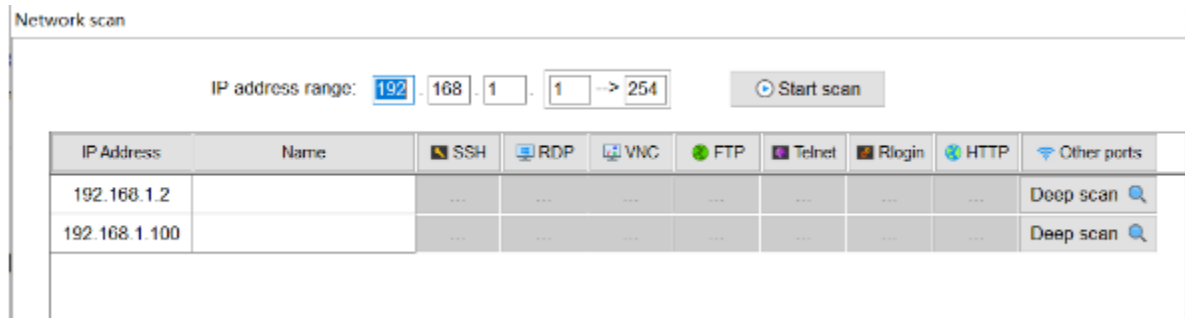 Network scan
IP address range: 192 . 168 . 1 . 1 --> 254 Start scan
IP Address Name SSH RDP VNC FTP Telnet Rlogin HTTP Other ports
192.168.1.2 ... ... ... ... ... ... ... Deep scan
192.168.1.100 ... ... ... ... ... ... ... Deep scan